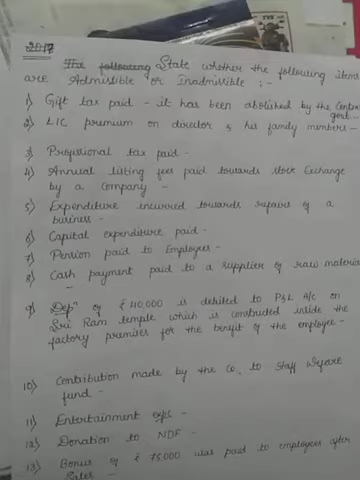 2017
The following State whether the following items
are Admissible or Inadmissible :-
1) Gift tax paid - it has been abolished by the Central
govt.
2) LIC premium on director & his family members -
3) Professional tax paid -
4) Annual listing fees paid towards stock Exchange
by a company -
5) Expenditure incurred towards repairs of a
business -
6) Capital expenditure paid -
7) Pension paid to Employees -
8) Cash payment paid to a supplier of raw material
-
9) Depn of ₹ 40,000 is debited to P&L A/c on
Sri Ram temple which is constructed inside the
factory premises for the benefit of the employee -
10) Contribution made by the Co. to Staff Welfare
fund -
11) Entertainment exps -
12) Donation to NDF -
13) Bonus of ₹ 75,000 was paid to employees after